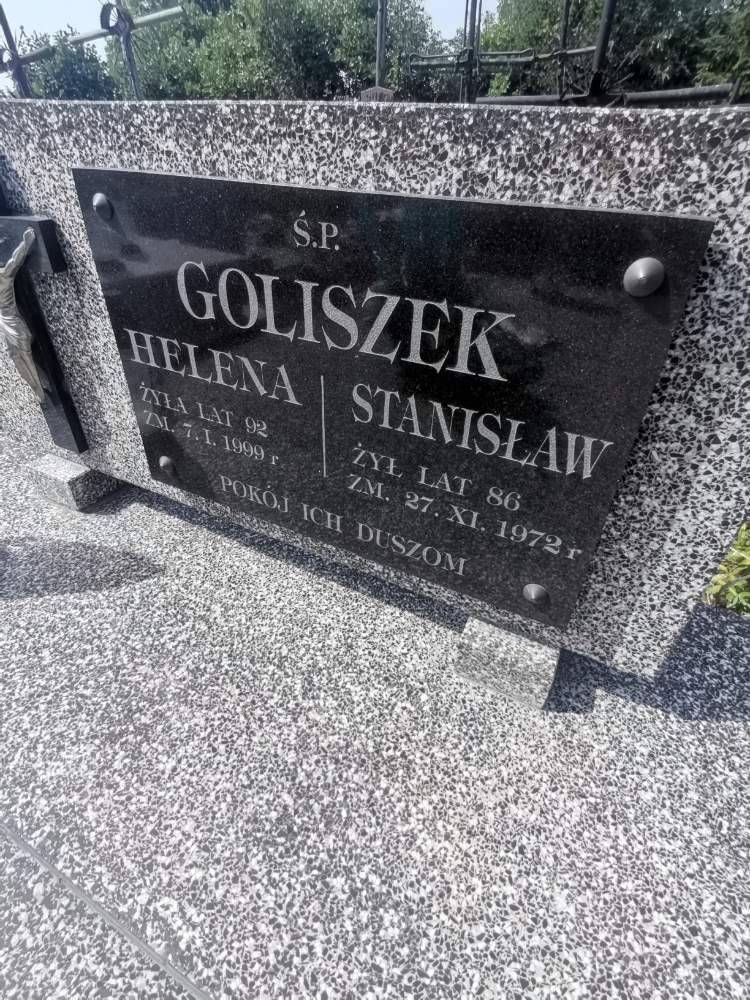 Ś.P.
GOLISZEK
HELENA
ŻYŁA LAT 92
ZM. 7. I. 1999 r
STANISŁAW
ŻYŁ LAT 86
ZM. 27. XI. 1972 r
POKÓJ ICH DUSZOM